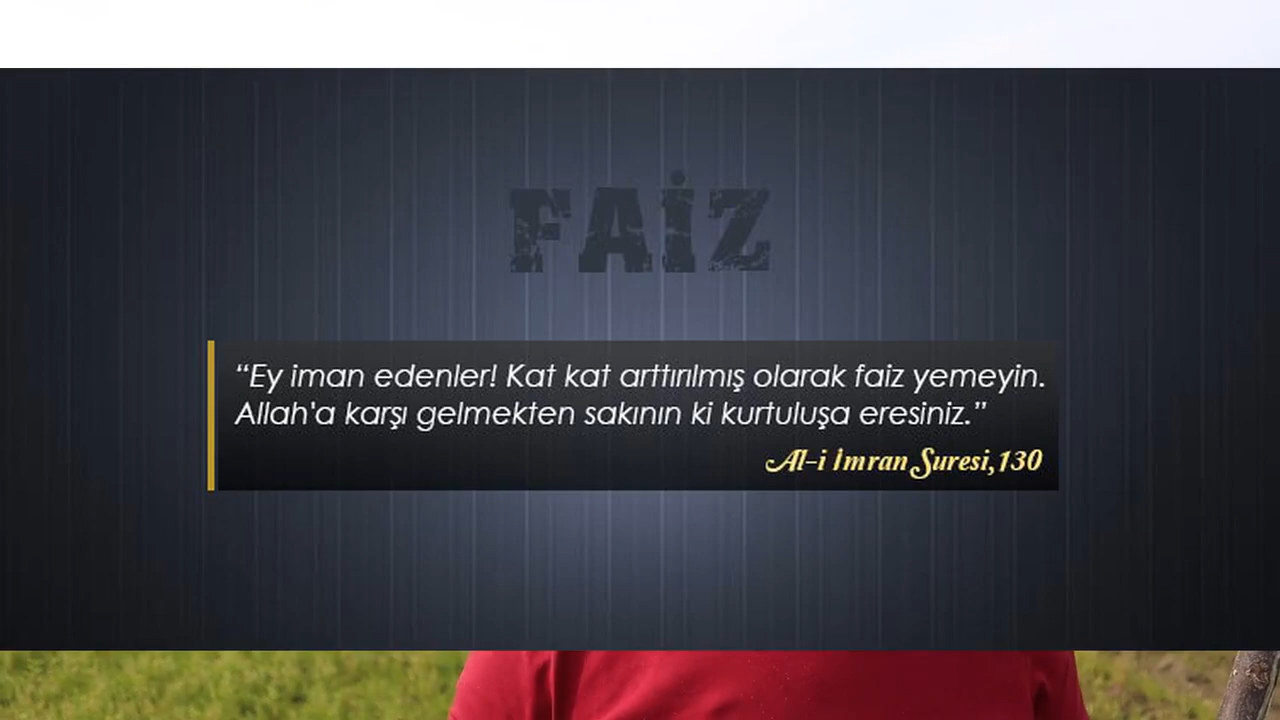 FAİZ
“Ey iman edenler! Kat kat arttırılmış olarak faiz yemeyin.
Allah'a karşı gelmekten sakının ki kurtuluşa eresiniz.”
Al-i İmran Suresi,130